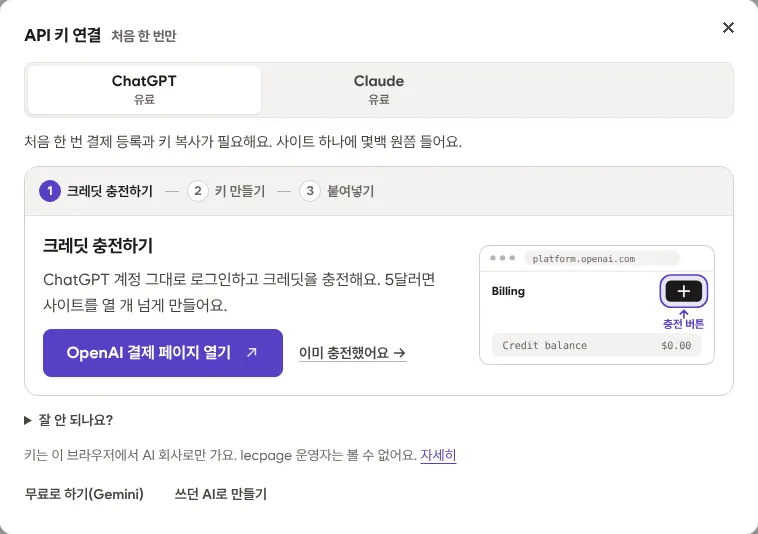 API 키 연결 처음 한 번만
ChatGPT
유료
Claude
유료
처음 한 번 결제 등록과 키 복사가 필요해요. 사이트 하나에 몇백 원쯤 들어요.
1 크레딧 충전하기 — 2 키 만들기 — 3 붙여넣기
크레딧 충전하기
ChatGPT 계정 그대로 로그인하고 크레딧을 충전해요. 5달러면
사이트를 열 개 넘게 만들어요.
OpenAI 결제 페이지 열기 ↗
이미 충전했어요 →
platform.openai.com
Billing
+
충전 버튼
Credit balance $0.00
▶ 잘 안 되나요?
키는 이 브라우저에서 AI 회사로만 가요. lecpage 운영자는 볼 수 없어요. 자세히
무료로 하기(Gemini) 쓰던 AI로 만들기